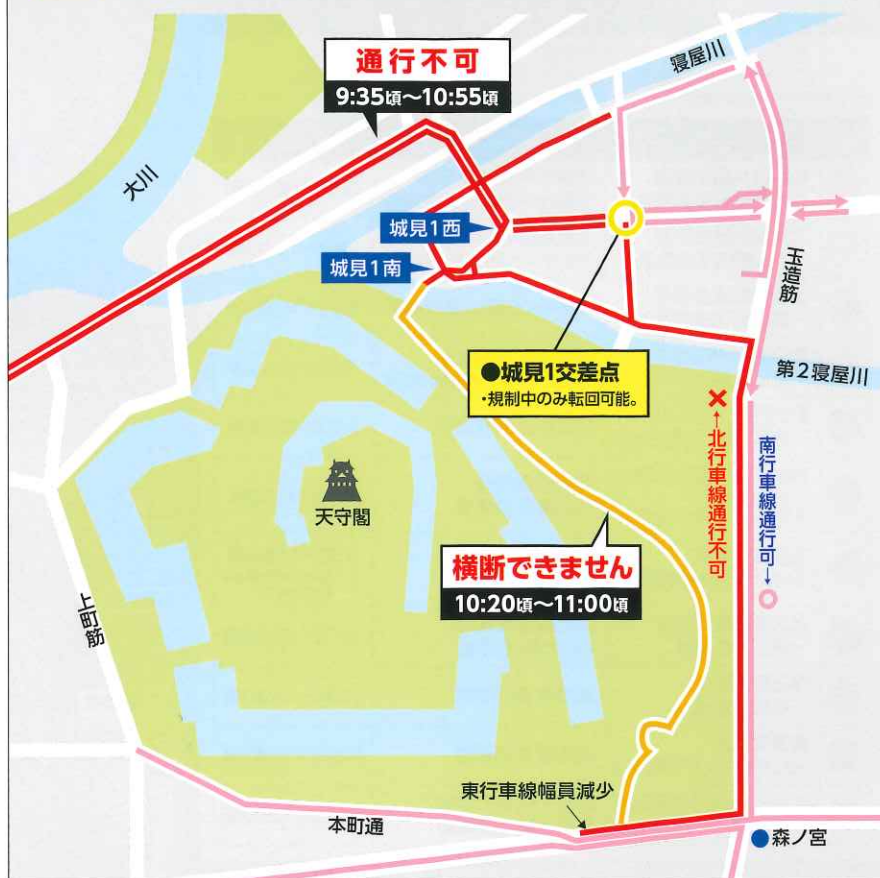 通行不可
9:35頃～10:55頃
寝屋川
大川
城見1西
城見1南
玉造筋
●城見1交差点
・規制中のみ転回可能。
第2寝屋川
×←北行車線通行不可
南行車線通行可→○
天守閣
横断できません
10:20頃～11:00頃
上町筋
東行車線幅員減少
本町通
●森ノ宮